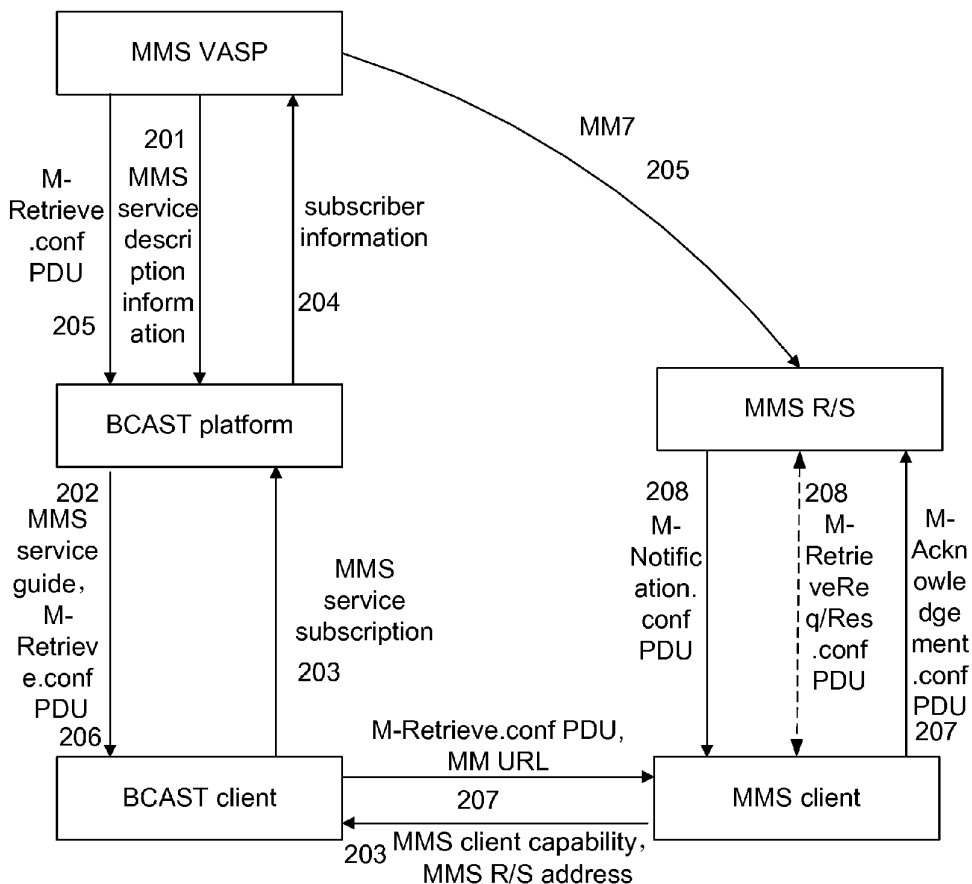 MMS VASP
MM7
205
201
M-
Retrieve
.conf
PDU
205
MMS
service
descri
ption
inform
ation
subscriber
information
204
BCAST platform
MMS R/S
202
MMS
service
guide,
M-
Retriev
e.conf
PDU
206
MMS
service
subscription
203
208
M-
Notific
ation.
conf
PDU
208
M-
Retrie
veRe
q/Res
.conf
PDU
M-
Ackn
owle
dge
ment
.conf
PDU
207
M-Retrieve.conf PDU,
MM URL
207
BCAST client
MMS client
203
MMS client capability,
MMS R/S address